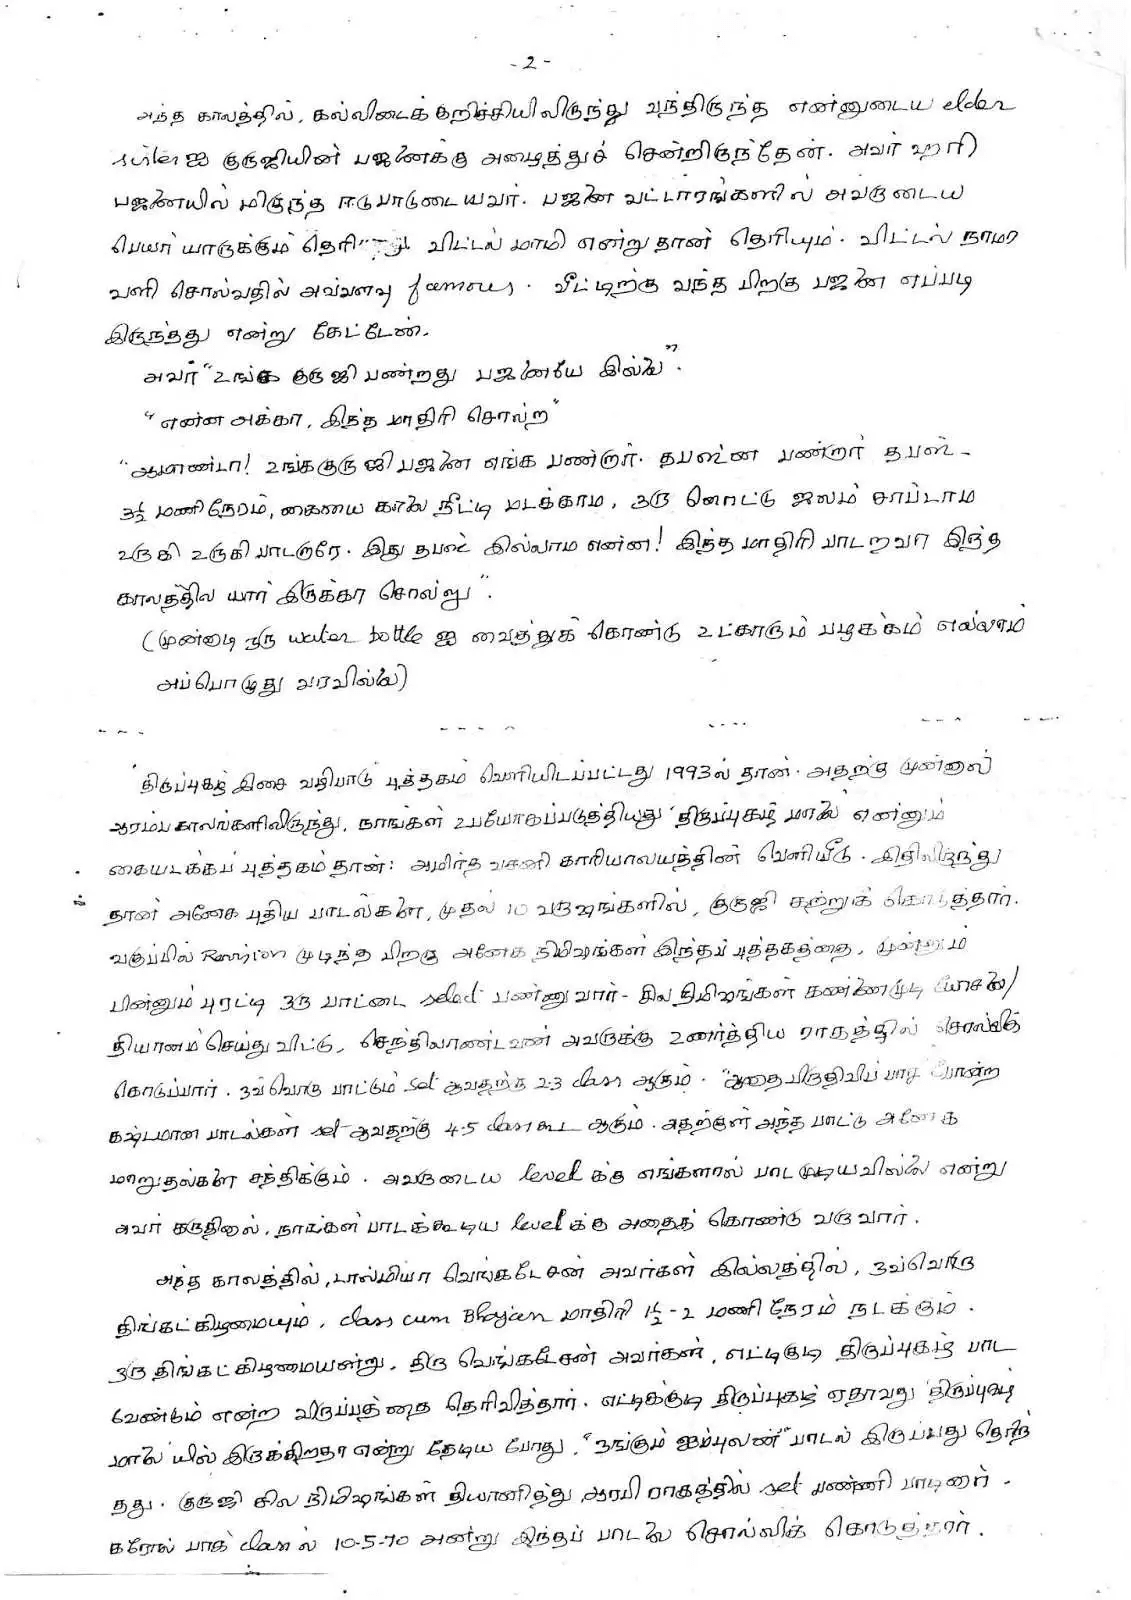 - 2 -
அந்த காலத்தில், கல்லிடைக் குறிச்சியிலிருந்து வந்திருந்த என்னுடைய elder
sister ஐ குருஜியின் பஜனைக்கு அழைத்துச் சென்றிருந்தேன். அவர் ஹரி
பஜனையில் மிகுந்த ஈடுபாடுடையவர். பஜனை வட்டாரங்களில் அவருடைய
பெயர் யாருக்கும் தெரி விட்டல் மாமி என்று தான் தெரியும். விட்டல் நாமா
வளி சொல்வதில் அவ்வளவு famous. வீட்டிற்கு வந்த பிறகு பஜனை எப்படி
இருந்தது என்று கேட்டேன்.
அவர் "உங்க குருஜி பண்றது பஜனையே இல்லை".
"என்ன அக்கா, இந்த மாதிரி சொல்ற"
"ஆமாண்டா! உங்க குருஜி பஜனை எங்க பண்றார். தபஸ்ன பண்றார் தபஸ் -
3½ மணிநேரம், கையை காலை நீட்டி மடக்காம, ஒரு சொட்டு ஜலம் சாப்டாம
உருகி உருகி பாடறாரே. இது தபஸ் இல்லாம என்ன! இந்த மாதிரி பாடறவா இந்த
காலத்தில யார் இருக்கா சொல்லு".
(முன்னாடி ஒரு water bottle ஐ வைத்துக் கொண்டு உட்காரும் பழக்கம் எல்லாம்
அப்பொழுது வரவில்லை)
'திருப்புகழ் இசை வழிபாடு' புத்தகம் வெளியிடப்பட்டது 1993ல் தான். அதற்கு முன்னால்
ஆரம்ப காலங்களிலிருந்து, நாங்கள் உபயோகப்படுத்தியது 'திருப்புகழ் மாலை' என்னும்
கையடக்கப் புத்தகம் தான்: ஆமிர்த வசனி காரியாலயத்தின் வெளியீடு. இதிலிருந்து
தான் அனேக புதிய பாடல்களை, முதல் 10 வருஷங்களில், குருஜி கற்றுக் கொடுத்தார்.
வகுப்பில் Revision முடிந்த பிறகு அனேக நிமிஷங்கள் இந்தப் புத்தகத்தை, முன்னும்
பின்னும் புரட்டி ஒரு பாட்டை select பண்ணுவார் - சில நிமிஷங்கள் கண்ணைமூடி யோசனை/
தியானம் செய்து விட்டு, செந்திலாண்டவன் அவருக்கு உணர்த்திய ராகத்தில் சொல்லிக்
கொடுப்பார். ஒவ்வொரு பாட்டும் set ஆவதற்கு 2-3 class ஆகும். போன்ற
கஷ்டமான பாடல்கள் set ஆவதற்கு 4-5 class கூட ஆகும். அதற்குள் அந்த பாட்டு அனேக
மாறுதல்களை சந்திக்கும். அவருடைய level க்கு எங்களால் பாட முடியவில்லை என்று
அவர் கருதினால், நாங்கள் பாடக்கூடிய level க்கு அதைக் கொண்டு வருவார்.
அந்த காலத்தில், டால்மியா வெங்கடேசன் அவர்கள் இல்லத்தில், ஒவ்வொரு
திங்கட்கிழமையும், class cum Bhajan மாதிரி 1½ - 2 மணி நேரம் நடக்கும்.
ஒரு திங்கட்கிழமையன்று, திரு வெங்கடேசன் அவர்கள், எட்டிகுடி திருப்புகழ் பாட
வேண்டும் என்ற விருப்பத்தை தெரிவித்தார். எட்டிக்குடி திருப்புகழ் ஏதாவது 'திருப்புகழ்
மாலை' யில் இருக்கிறதா என்று தேடிய போது, "ஓங்கும் ஐம்புலன்" பாடல் இருப்பது தெரிந்
தது. குருஜி சில நிமிஷங்கள் தியானித்து ஆரபி ராகத்தில் set பண்ணி பாடினார்.
கரோல் பாக் class ல் 10-5-70 அன்று இந்தப் பாடலை சொல்லிக் கொடுத்தார்.